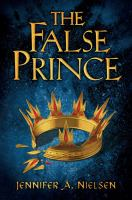 THE
FALSE
PRINCE
JENNIFER A. NIELSEN